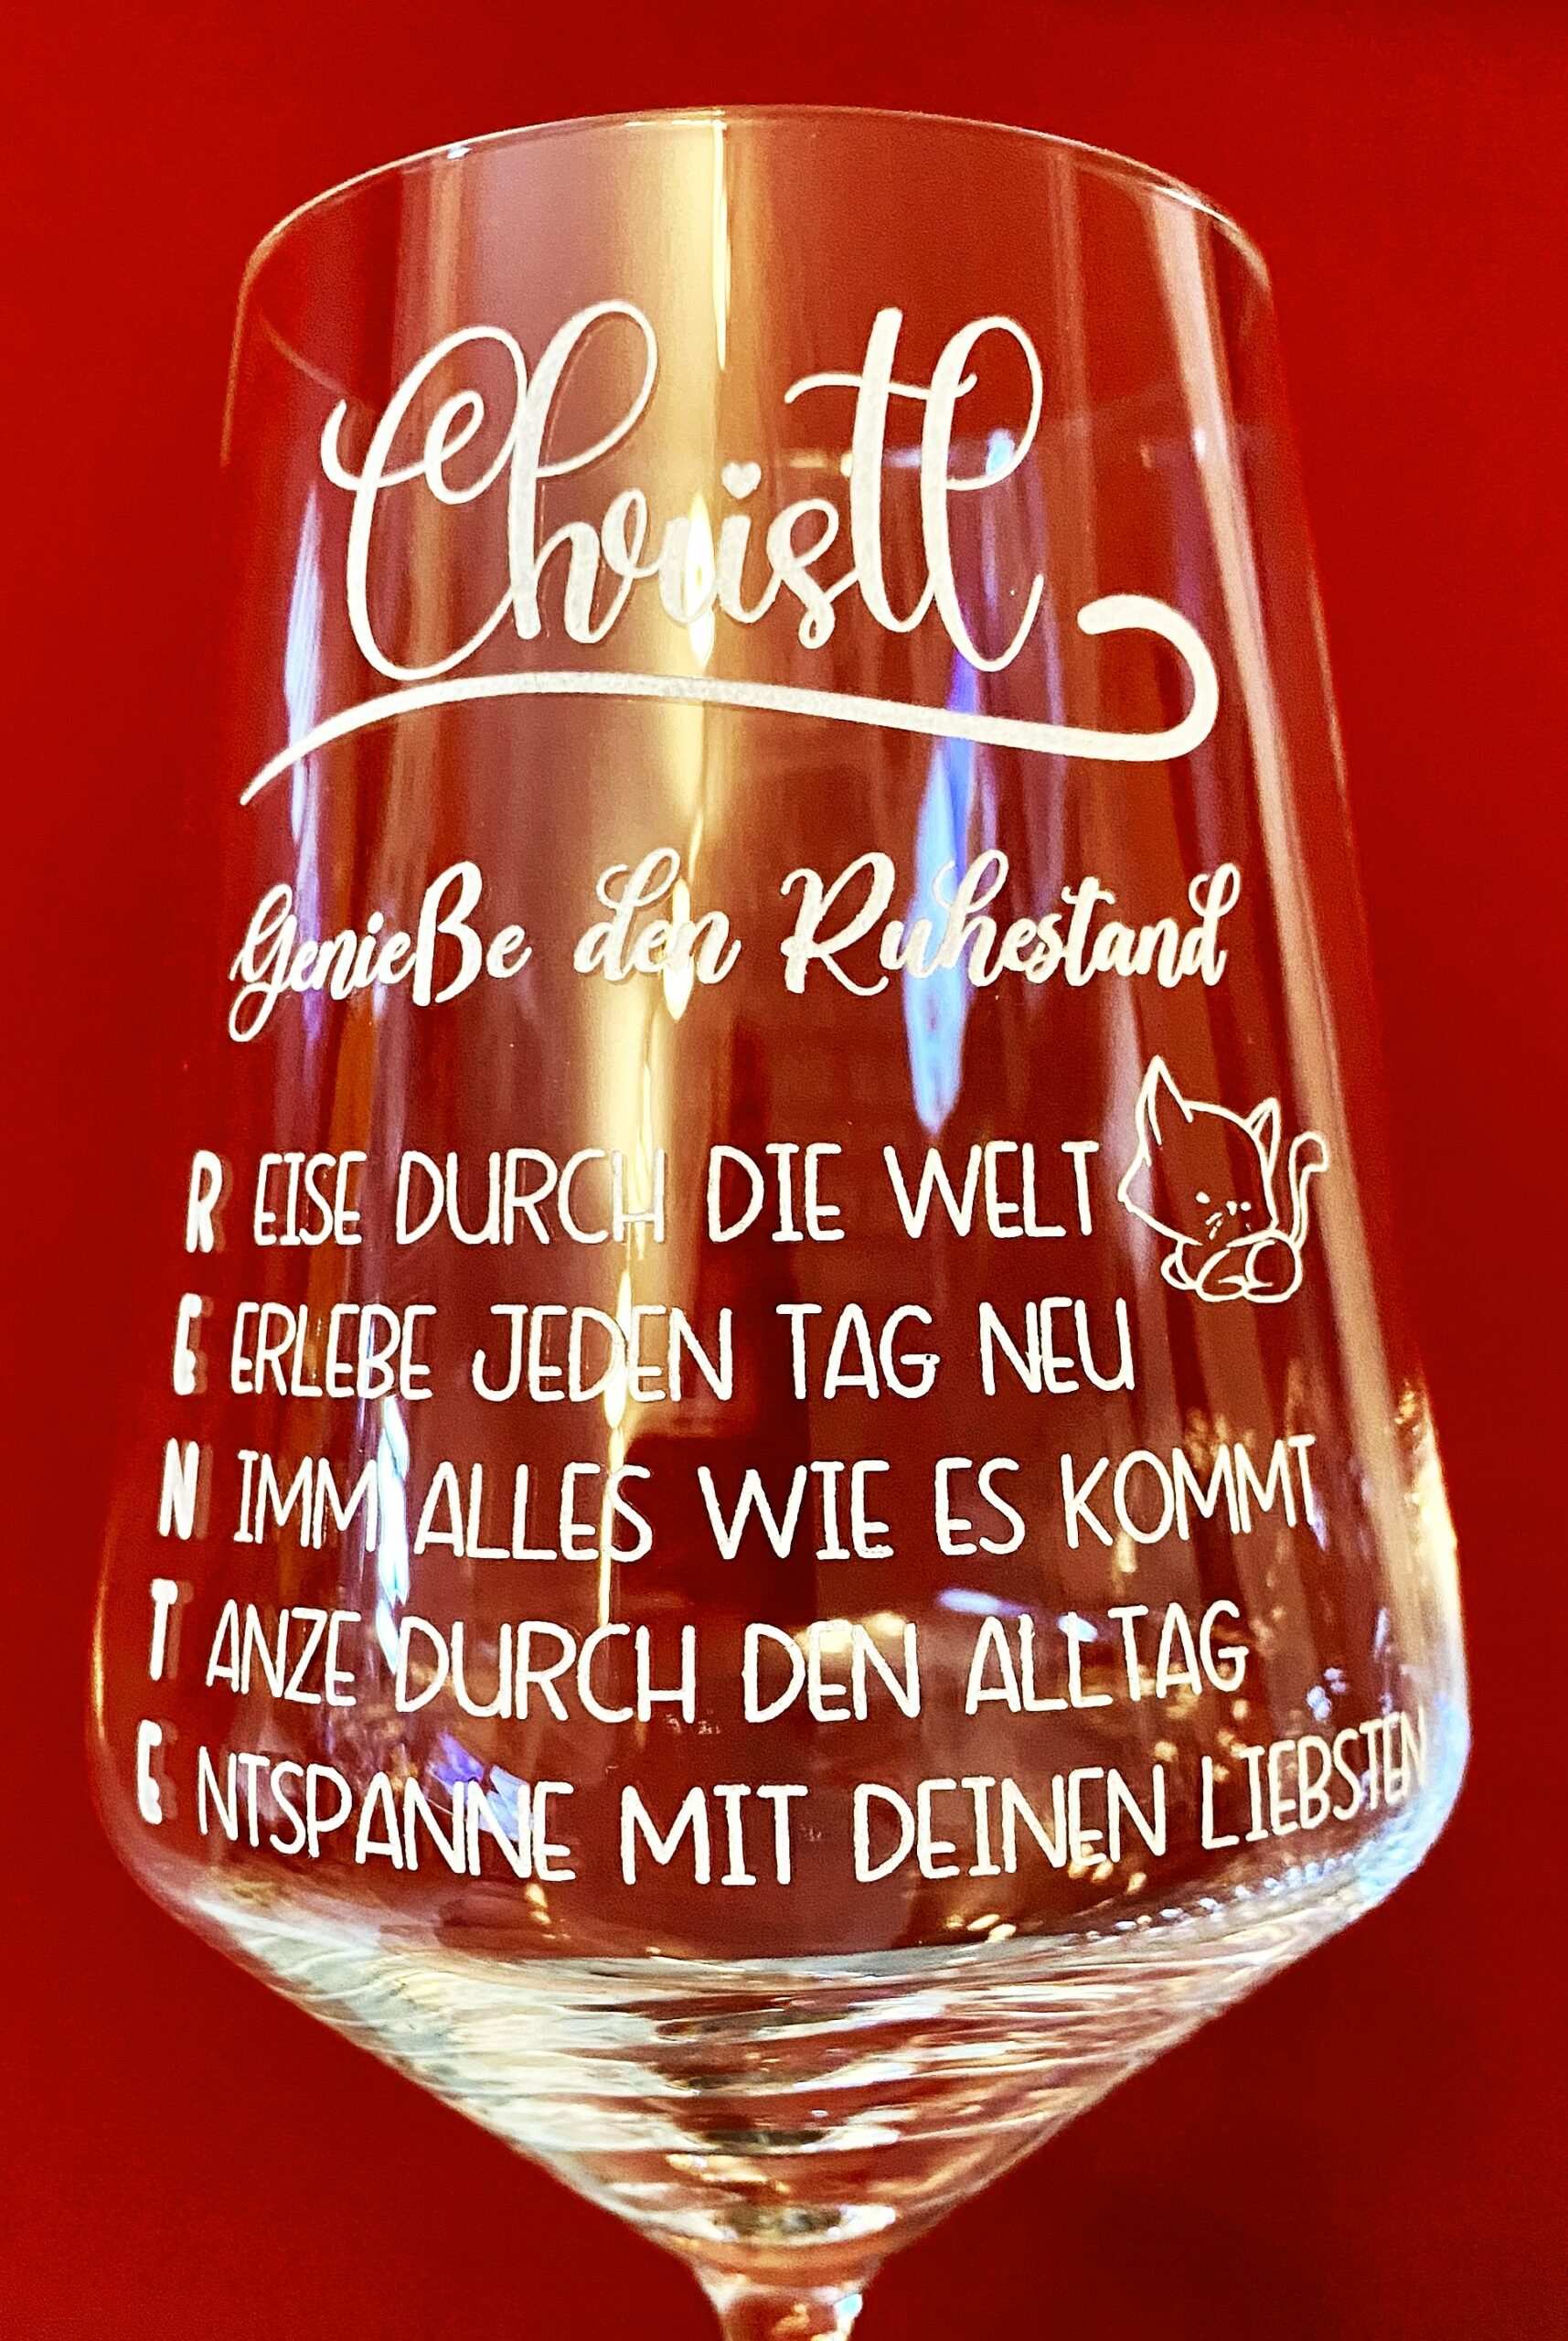 Christl
Genieße den Ruhestand
R EISE DURCH DIE WELT
E ERLEBE JEDEN TAG NEU
N IMM ALLES WIE ES KOMMT
T ANZE DURCH DEN ALLTAG
E NTSPANNE MIT DEINEN LIEBSTEN